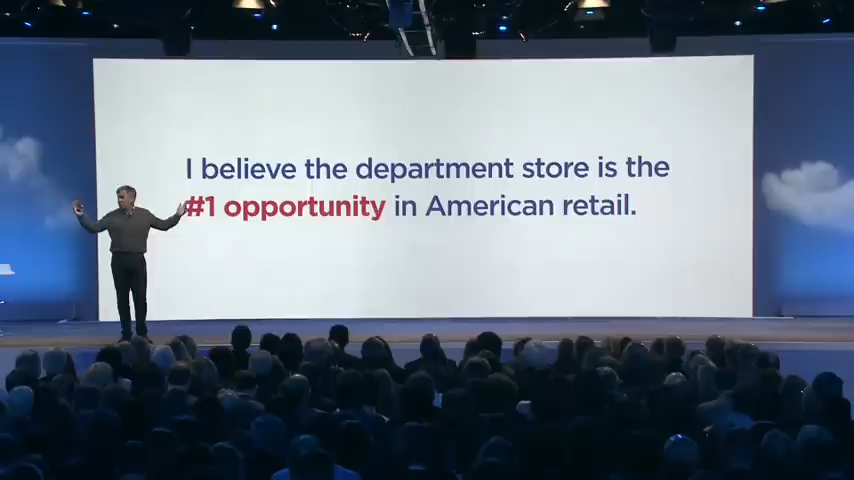 I believe the department store is the
#1 opportunity in American retail.